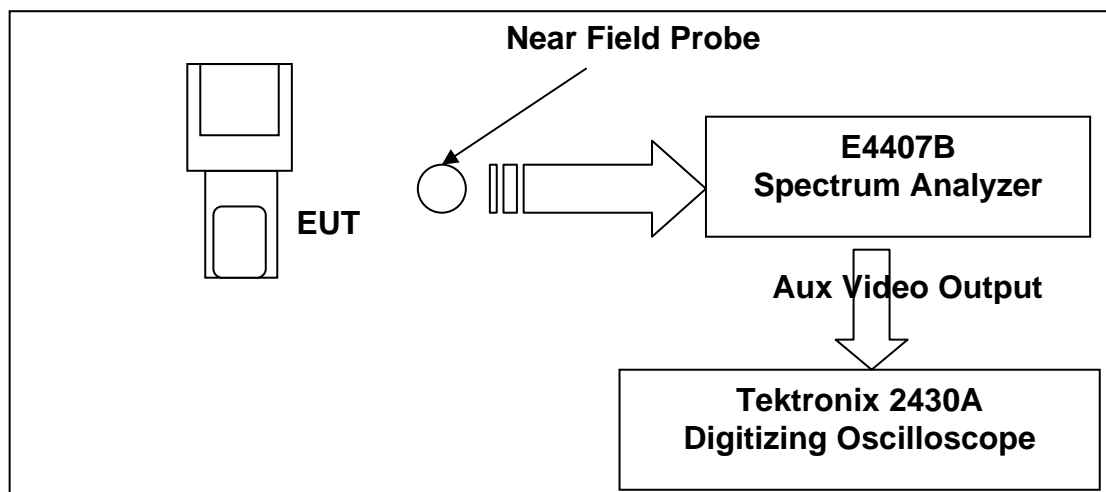 Near Field Probe
E4407B
Spectrum Analyzer
EUT
Aux Video Output
Tektronix 2430A
Digitizing Oscilloscope